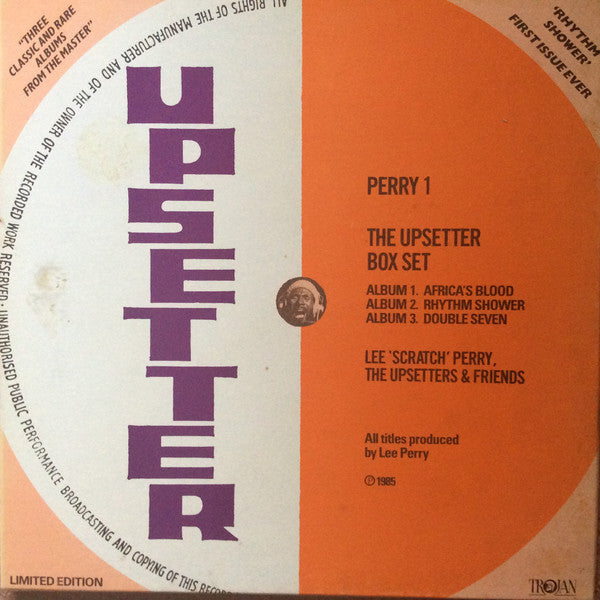 "THREE
CLASSIC AND RARE
ALBUMS
FROM THE MASTER"
'RHYTHM
SHOWER'
FIRST ISSUE EVER
ALL RIGHTS OF THE MANUFACTURER AND OF THE OWNER OF THE RECORDED WORK RESERVED · UNAUTHORISED PUBLIC PERFORMANCE BROADCASTING AND COPYING OF THIS RECOR
UPSETTER
PERRY 1
THE UPSETTER
BOX SET
ALBUM 1. AFRICA'S BLOOD
ALBUM 2. RHYTHM SHOWER
ALBUM 3. DOUBLE SEVEN
LEE 'SCRATCH' PERRY,
THE UPSETTERS & FRIENDS
All titles produced
by Lee Perry
Ⓟ 1985
LIMITED EDITION
TROJAN